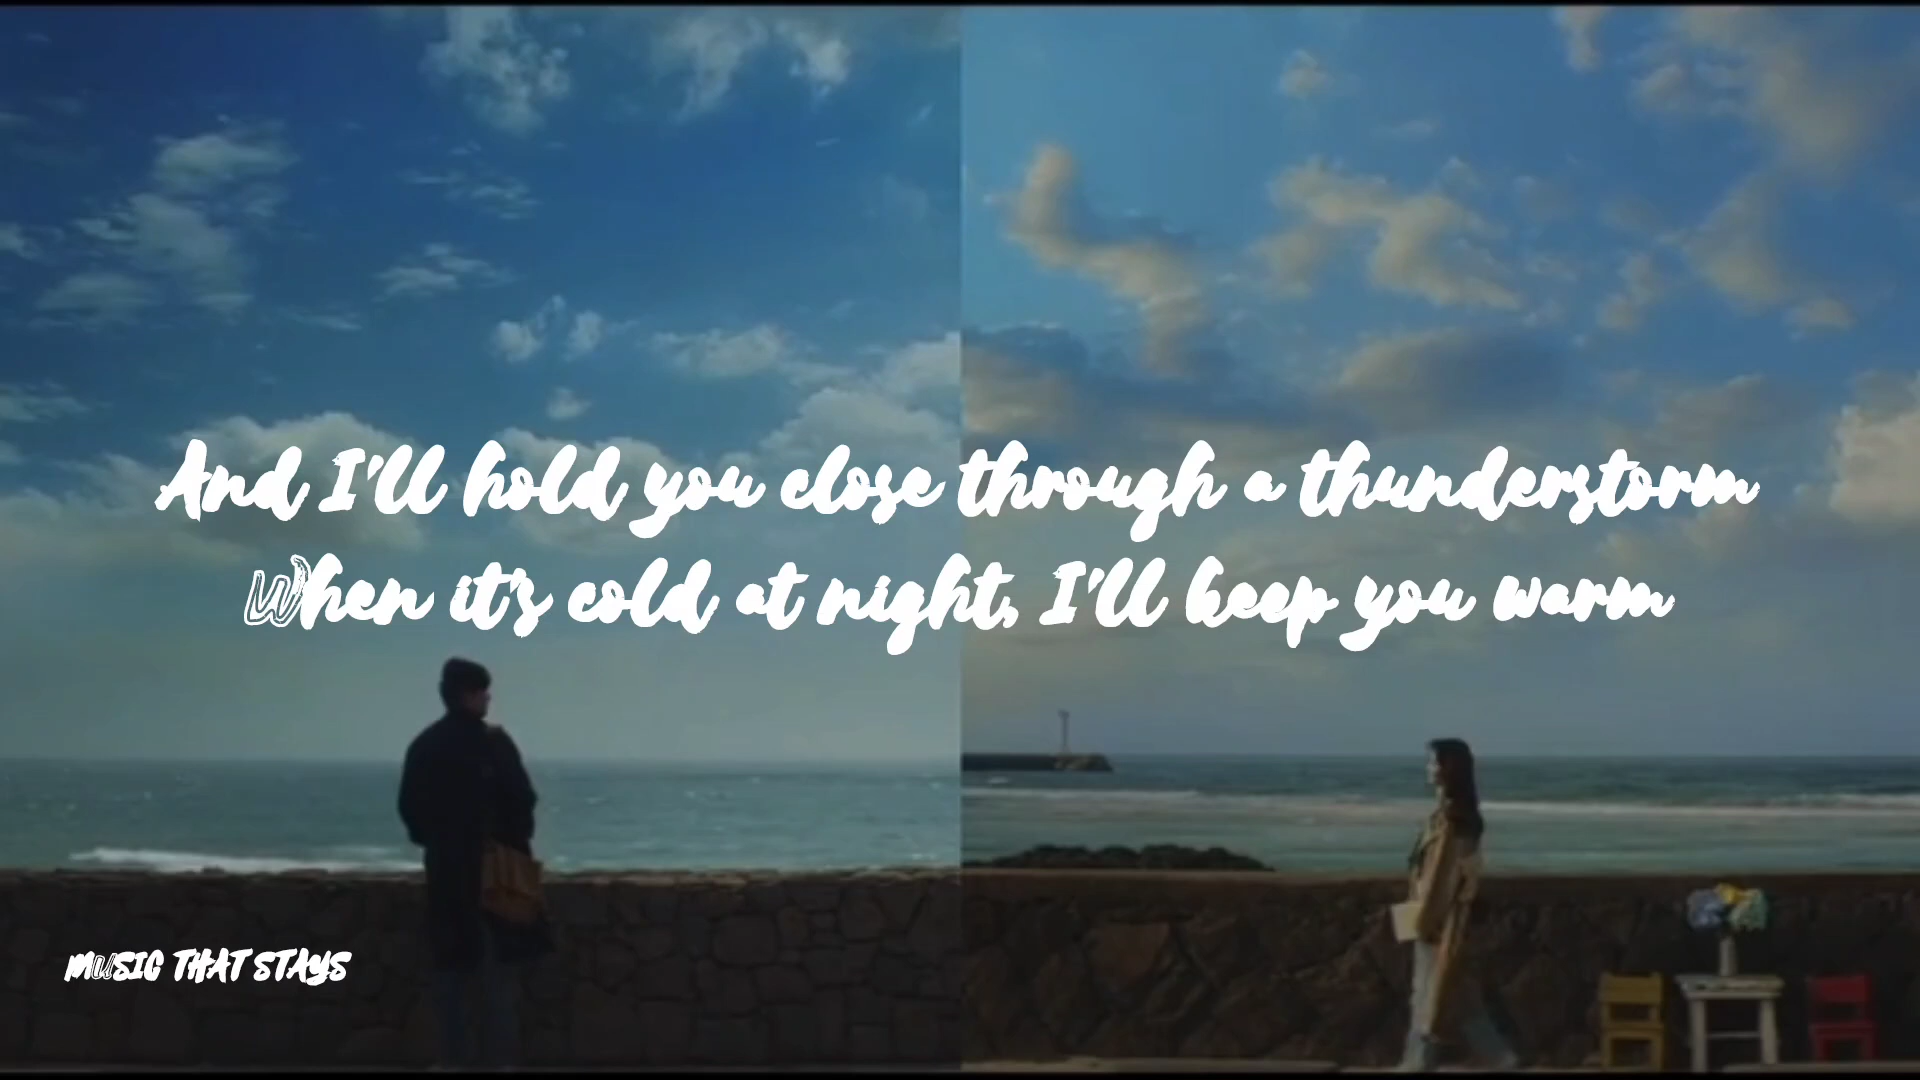 And I'll hold you close through a thunderstorm
When it's cold at night, I'll keep you warm
MUSIC THAT STAYS